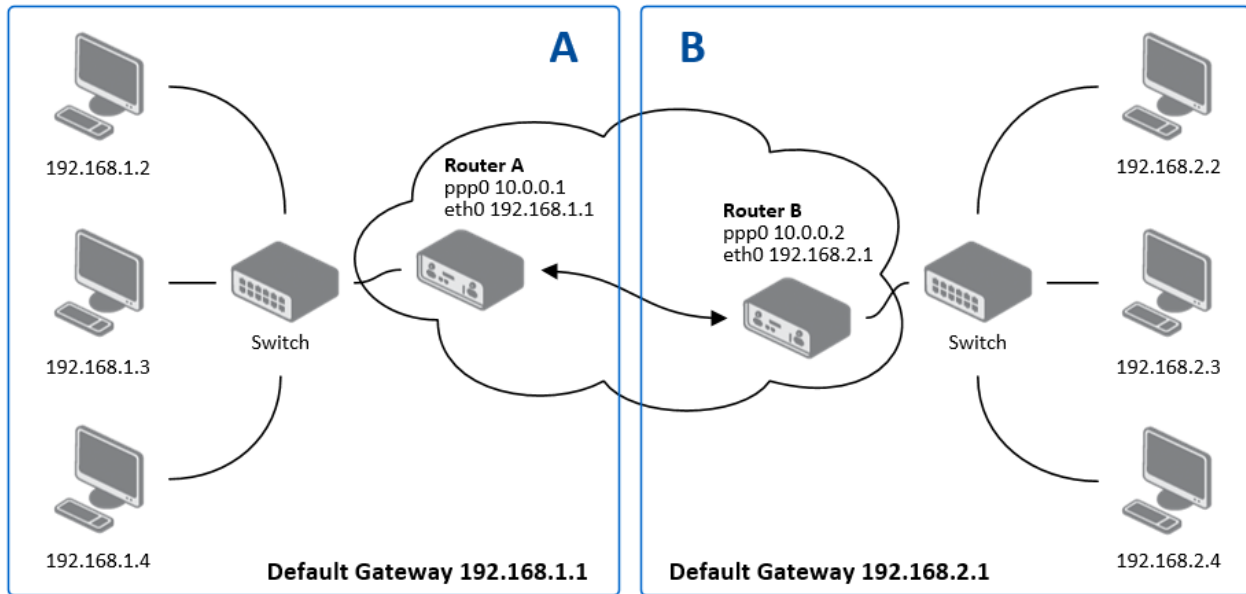 A
192.168.1.2
192.168.1.3
192.168.1.4
Switch
Router A
ppp0 10.0.0.1
eth0 192.168.1.1
Default Gateway 192.168.1.1
B
Router B
ppp0 10.0.0.2
eth0 192.168.2.1
Switch
192.168.2.2
192.168.2.3
192.168.2.4
Default Gateway 192.168.2.1